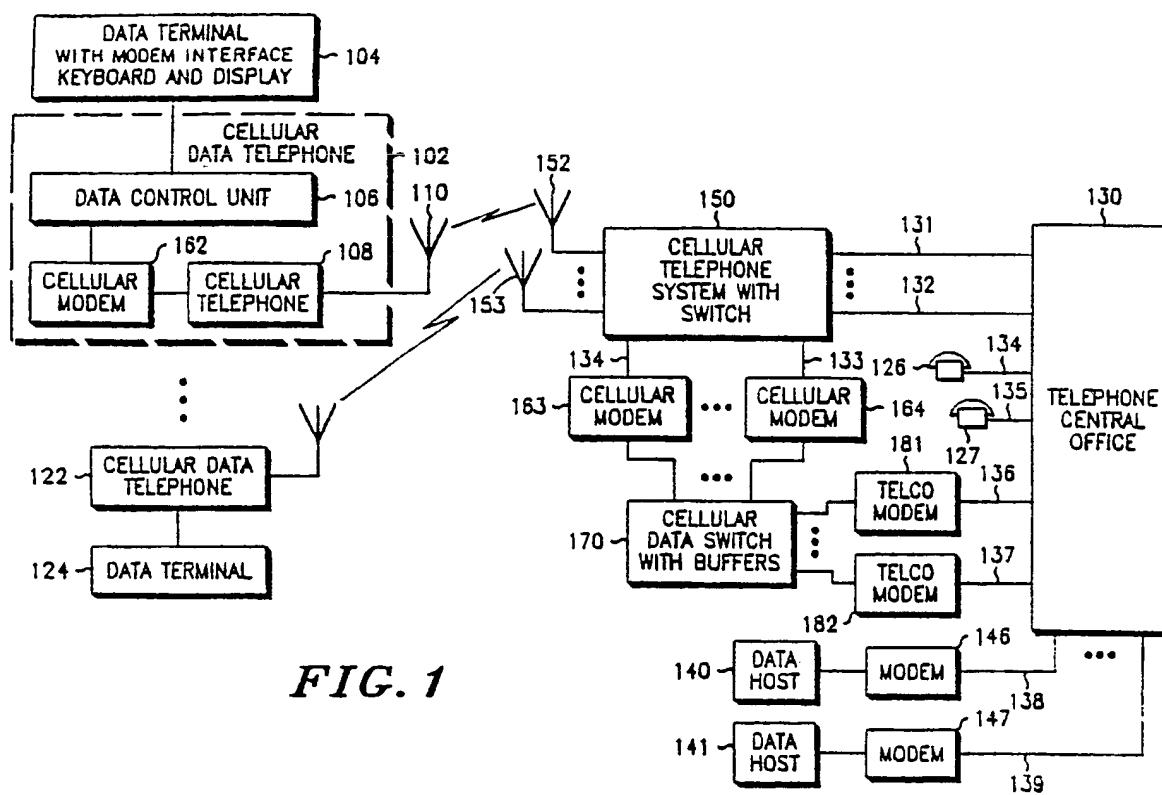 DATA TERMINAL
WITH MODEM INTERFACE
KEYBOARD AND DISPLAY
104
CELLULAR
DATA TELEPHONE
102
DATA CONTROL UNIT
106
110
162
108
CELLULAR
MODEM
CELLULAR
TELEPHONE
152
153
150
CELLULAR
TELEPHONE
SYSTEM WITH
SWITCH
131
132
130
134
133
163
CELLULAR
MODEM
CELLULAR
MODEM
164
126
134
135
127
TELEPHONE
CENTRAL
OFFICE
122
CELLULAR DATA
TELEPHONE
124
DATA TERMINAL
170
CELLULAR
DATA SWITCH
WITH BUFFERS
181
TELCO
MODEM
136
TELCO
MODEM
137
182
FIG. 1
140
DATA
HOST
146
MODEM
138
141
DATA
HOST
147
MODEM
139